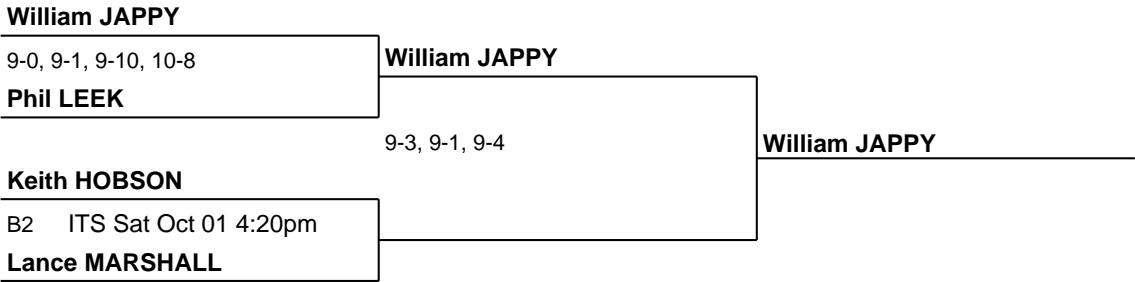 William JAPPY
9-0, 9-1, 9-10, 10-8
William JAPPY
Phil LEEK
9-3, 9-1, 9-4
William JAPPY
Keith HOBSON
B2 ITS Sat Oct 01 4:20pm
Lance MARSHALL